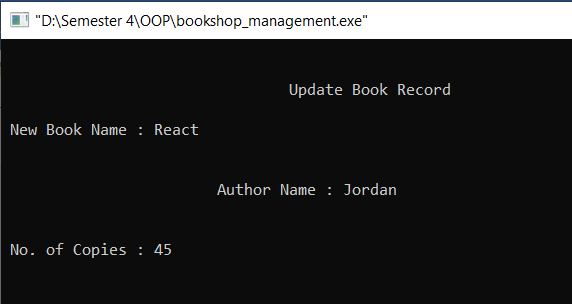 "D:\Semester 4\OOP\bookshop_management.exe"
Update Book Record
New Book Name : React
Author Name : Jordan
No. of Copies : 45